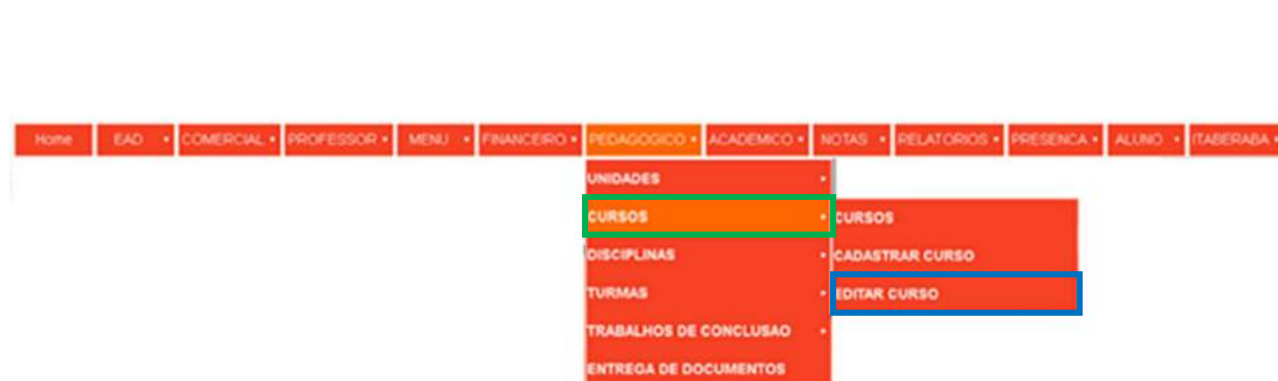 Home EAD COMERCIAL PROFESSOR MENU FINANCEIRO PEDAGOGICO ACADEMICO NOTAS RELATORIOS PRESENCA ALUNO ITABERABA
UNIDADES
CURSOS
DISCIPLINAS
TURMAS
TRABALHOS DE CONCLUSAO
ENTREGA DE DOCUMENTOS
CURSOS
CADASTRAR CURSO
EDITAR CURSO